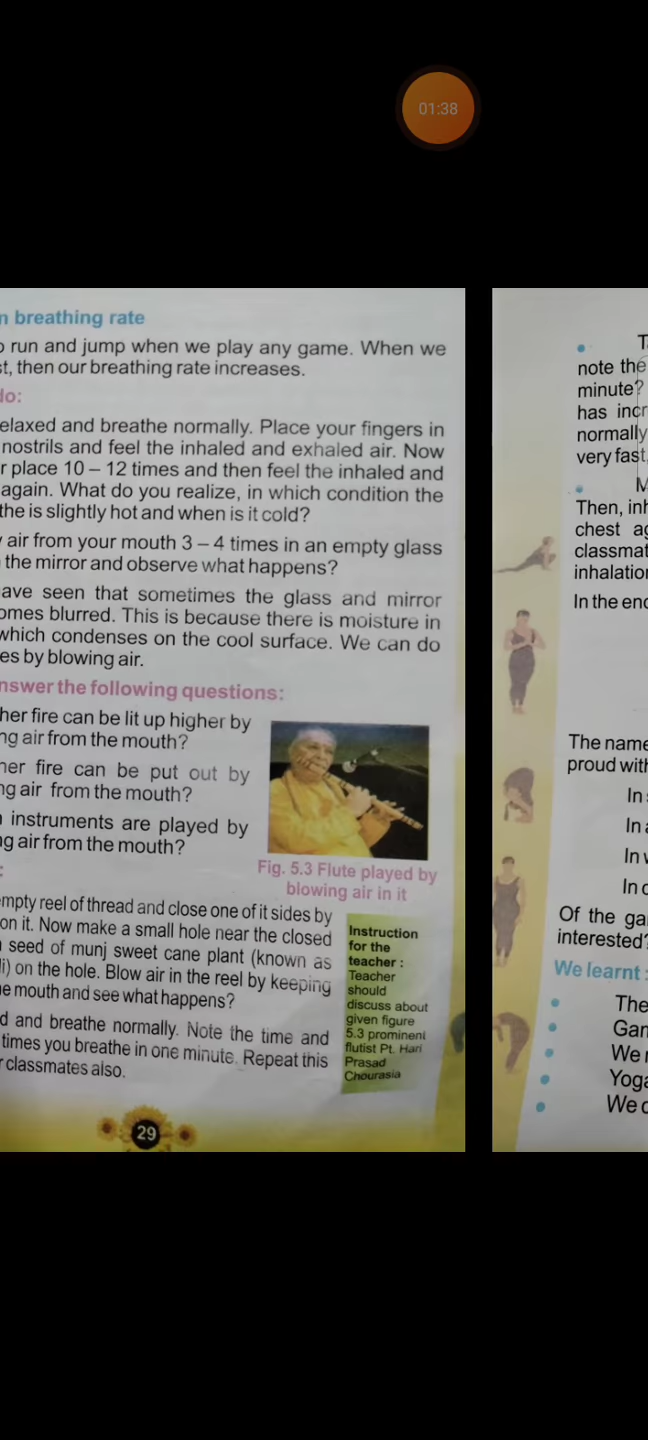 01:38
n breathing rate
o run and jump when we play any game. When we
st, then our breathing rate increases.
do:
elaxed and breathe normally. Place your fingers in
nostrils and feel the inhaled and exhaled air. Now
r place 10 – 12 times and then feel the inhaled and
again. What do you realize, in which condition the
the is slightly hot and when is it cold?
air from your mouth 3 – 4 times in an empty glass
the mirror and observe what happens?
ave seen that sometimes the glass and mirror
omes blurred. This is because there is moisture in
which condenses on the cool surface. We can do
es by blowing air.
nswer the following questions:
her fire can be lit up higher by
ng air from the mouth?
her fire can be put out by
ng air from the mouth?
instruments are played by
ng air from the mouth?
Fig. 5.3 Flute played by
blowing air in it
:
mpty reel of thread and close one of it sides by
on it. Now make a small hole near the closed
seed of munj sweet cane plant (known as
li) on the hole. Blow air in the reel by keeping
e mouth and see what happens?
d and breathe normally. Note the time and
times you breathe in one minute. Repeat this
r classmates also.
Instruction
for the
teacher :
Teacher
should
discuss about
given figure
5.3 prominent
flutist Pt. Hari
Prasad
Chourasia
29
T
note the
minute?
has incr
normally
very fast,
M
Then, inh
chest ag
classmat
inhalation
In the end
The name
proud with
In s
In a
In w
In c
Of the ga
interested?
We learnt :
The
Gan
We r
Yoga
We c